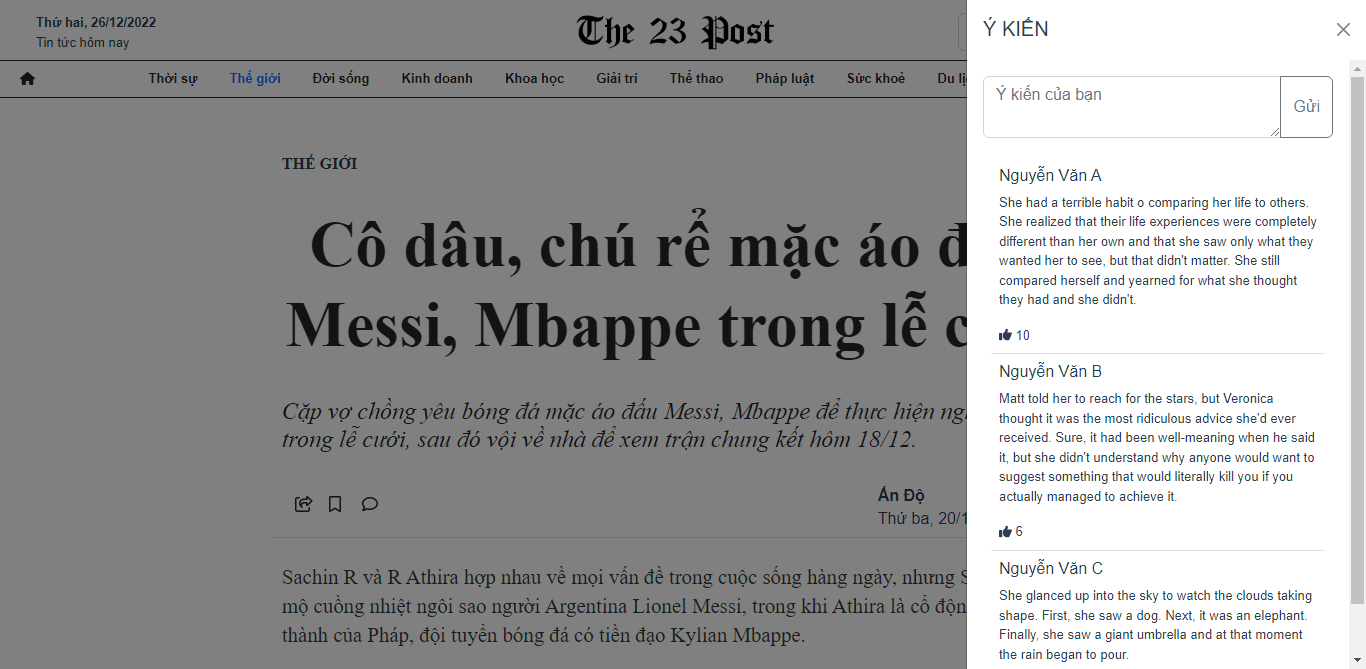 Thứ hai, 26/12/2022
Tin tức hôm nay
The 23 Post
Thời sự Thế giới Đời sống Kinh doanh Khoa học Giải trí Thể thao Pháp luật Sức khoẻ Du lị
THẾ GIỚI
Cô dâu, chú rể mặc áo đ
Messi, Mbappe trong lễ c
Cặp vợ chồng yêu bóng đá mặc áo đấu Messi, Mbappe để thực hiện ngh
trong lễ cưới, sau đó vội về nhà để xem trận chung kết hôm 18/12.
Ấn Độ
Thứ ba, 20/1
Sachin R và R Athira hợp nhau về mọi vấn đề trong cuộc sống hàng ngày, nhưng S
mộ cuồng nhiệt ngôi sao người Argentina Lionel Messi, trong khi Athira là cổ độn
thành của Pháp, đội tuyển bóng đá có tiền đạo Kylian Mbappe.
Ý KIẾN
Ý kiến của bạn
Gửi
Nguyễn Văn A
She had a terrible habit o comparing her life to others.
She realized that their life experiences were completely
different than her own and that she saw only what they
wanted her to see, but that didn't matter. She still
compared herself and yearned for what she thought
they had and she didn't.
10
Nguyễn Văn B
Matt told her to reach for the stars, but Veronica
thought it was the most ridiculous advice she'd ever
received. Sure, it had been well-meaning when he said
it, but she didn't understand why anyone would want to
suggest something that would literally kill you if you
actually managed to achieve it.
6
Nguyễn Văn C
She glanced up into the sky to watch the clouds taking
shape. First, she saw a dog. Next, it was an elephant.
Finally, she saw a giant umbrella and at that moment
the rain began to pour.